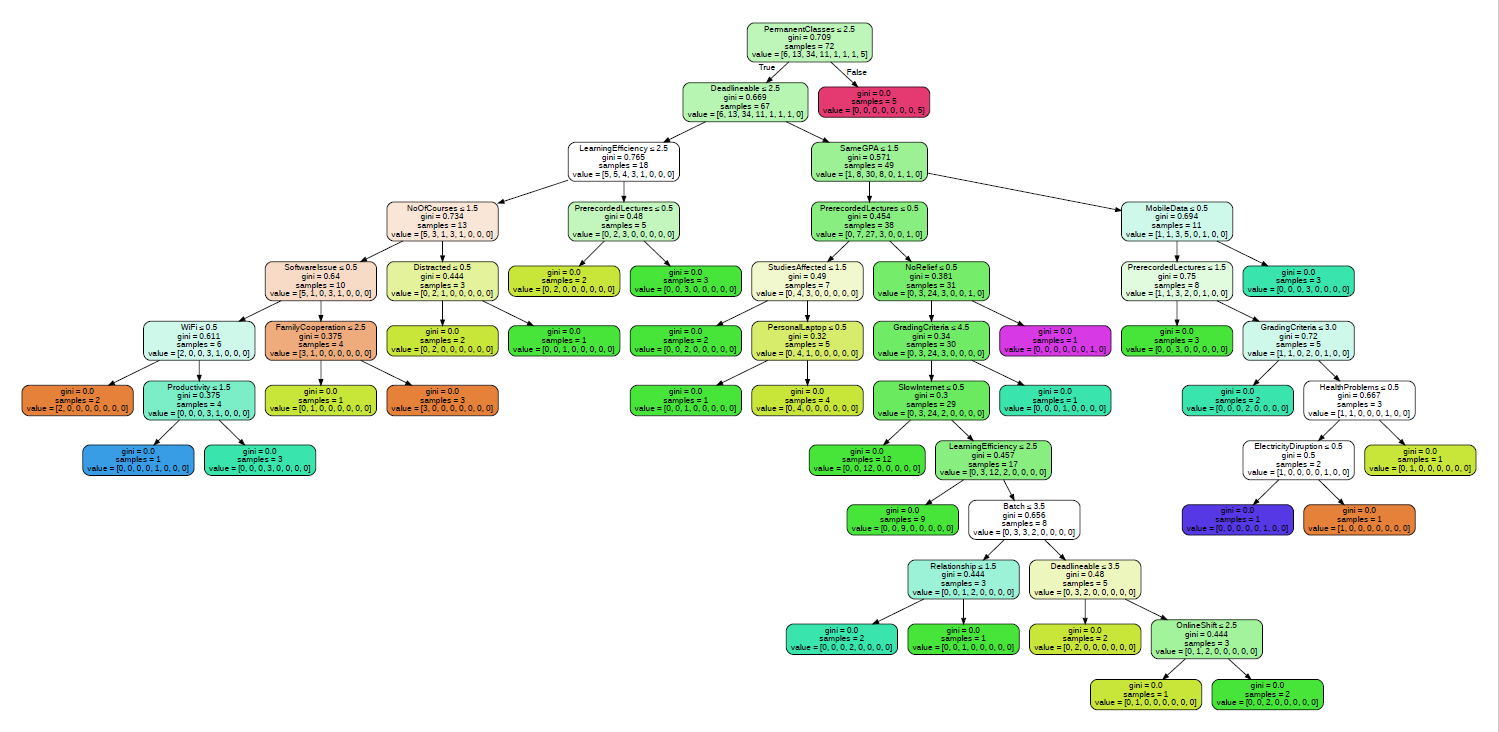 PermanentClasses ≤ 2.5
gini = 0.709
samples = 72
value = [6, 13, 34, 11, 1, 1, 1, 5]
True
False
Deadlineable ≤ 2.5
gini = 0.669
samples = 67
value = [6, 13, 34, 11, 1, 1, 1, 0]
gini = 0.0
samples = 5
value = [0, 0, 0, 0, 0, 0, 0, 5]
LearningEfficiency ≤ 2.5
gini = 0.765
samples = 18
value = [5, 5, 4, 3, 1, 0, 0, 0]
SameGPA ≤ 1.5
gini = 0.571
samples = 49
value = [1, 8, 30, 8, 0, 1, 1, 0]
NoOfCourses ≤ 1.5
gini = 0.734
samples = 13
value = [5, 3, 1, 3, 1, 0, 0, 0]
PrerecordedLectures ≤ 0.5
gini = 0.48
samples = 5
value = [0, 2, 3, 0, 0, 0, 0, 0]
PrerecordedLectures ≤ 0.5
gini = 0.454
samples = 38
value = [0, 7, 27, 3, 0, 0, 1, 0]
MobileData ≤ 0.5
gini = 0.694
samples = 11
value = [1, 1, 3, 5, 0, 1, 0, 0]
SoftwareIssue ≤ 0.5
gini = 0.64
samples = 10
value = [5, 1, 0, 3, 1, 0, 0, 0]
Distracted ≤ 0.5
gini = 0.444
samples = 3
value = [0, 2, 1, 0, 0, 0, 0, 0]
gini = 0.0
samples = 2
value = [0, 2, 0, 0, 0, 0, 0, 0]
gini = 0.0
samples = 3
value = [0, 0, 3, 0, 0, 0, 0, 0]
StudiesAffected ≤ 1.5
gini = 0.49
samples = 7
value = [0, 4, 3, 0, 0, 0, 0, 0]
NoRelief ≤ 0.5
gini = 0.381
samples = 31
value = [0, 3, 24, 3, 0, 0, 1, 0]
PrerecordedLectures ≤ 1.5
gini = 0.75
samples = 8
value = [1, 1, 3, 2, 0, 1, 0, 0]
gini = 0.0
samples = 3
value = [0, 0, 0, 3, 0, 0, 0, 0]
WiFi ≤ 0.5
gini = 0.611
samples = 6
value = [2, 0, 0, 3, 1, 0, 0, 0]
FamilyCooperation ≤ 2.5
gini = 0.375
samples = 4
value = [3, 1, 0, 0, 0, 0, 0, 0]
gini = 0.0
samples = 2
value = [0, 2, 0, 0, 0, 0, 0, 0]
gini = 0.0
samples = 1
value = [0, 0, 1, 0, 0, 0, 0, 0]
gini = 0.0
samples = 2
value = [0, 0, 2, 0, 0, 0, 0, 0]
PersonalLaptop ≤ 0.5
gini = 0.32
samples = 5
value = [0, 4, 1, 0, 0, 0, 0, 0]
GradingCriteria ≤ 4.5
gini = 0.34
samples = 30
value = [0, 3, 24, 3, 0, 0, 0, 0]
gini = 0.0
samples = 1
value = [0, 0, 0, 0, 0, 0, 1, 0]
gini = 0.0
samples = 3
value = [0, 0, 3, 0, 0, 0, 0, 0]
GradingCriteria ≤ 3.0
gini = 0.72
samples = 5
value = [1, 1, 0, 2, 0, 1, 0, 0]
gini = 0.0
samples = 2
value = [2, 0, 0, 0, 0, 0, 0, 0]
Productivity ≤ 1.5
gini = 0.375
samples = 4
value = [0, 0, 0, 3, 1, 0, 0, 0]
gini = 0.0
samples = 1
value = [0, 1, 0, 0, 0, 0, 0, 0]
gini = 0.0
samples = 3
value = [3, 0, 0, 0, 0, 0, 0, 0]
gini = 0.0
samples = 1
value = [0, 0, 1, 0, 0, 0, 0, 0]
gini = 0.0
samples = 4
value = [0, 4, 0, 0, 0, 0, 0, 0]
SlowInternet ≤ 0.5
gini = 0.3
samples = 29
value = [0, 3, 24, 2, 0, 0, 0, 0]
gini = 0.0
samples = 1
value = [0, 0, 0, 1, 0, 0, 0, 0]
gini = 0.0
samples = 2
value = [0, 0, 0, 2, 0, 0, 0, 0]
HealthProblems ≤ 0.5
gini = 0.667
samples = 3
value = [1, 1, 0, 0, 0, 1, 0, 0]
gini = 0.0
samples = 1
value = [0, 0, 0, 0, 1, 0, 0, 0]
gini = 0.0
samples = 3
value = [0, 0, 0, 3, 0, 0, 0, 0]
gini = 0.0
samples = 12
value = [0, 0, 12, 0, 0, 0, 0, 0]
LearningEfficiency ≤ 2.5
gini = 0.457
samples = 17
value = [0, 3, 12, 2, 0, 0, 0, 0]
ElectricityDiruption ≤ 0.5
gini = 0.5
samples = 2
value = [1, 0, 0, 0, 0, 1, 0, 0]
gini = 0.0
samples = 1
value = [0, 1, 0, 0, 0, 0, 0, 0]
gini = 0.0
samples = 9
value = [0, 0, 9, 0, 0, 0, 0, 0]
Batch ≤ 3.5
gini = 0.656
samples = 8
value = [0, 3, 3, 2, 0, 0, 0, 0]
gini = 0.0
samples = 1
value = [0, 0, 0, 0, 0, 1, 0, 0]
gini = 0.0
samples = 1
value = [1, 0, 0, 0, 0, 0, 0, 0]
Relationship ≤ 1.5
gini = 0.444
samples = 3
value = [0, 0, 1, 2, 0, 0, 0, 0]
Deadlineable ≤ 3.5
gini = 0.48
samples = 5
value = [0, 3, 2, 0, 0, 0, 0, 0]
gini = 0.0
samples = 2
value = [0, 0, 0, 2, 0, 0, 0, 0]
gini = 0.0
samples = 1
value = [0, 0, 1, 0, 0, 0, 0, 0]
gini = 0.0
samples = 2
value = [0, 2, 0, 0, 0, 0, 0, 0]
OnlineShift ≤ 2.5
gini = 0.444
samples = 3
value = [0, 1, 2, 0, 0, 0, 0, 0]
gini = 0.0
samples = 1
value = [0, 1, 0, 0, 0, 0, 0, 0]
gini = 0.0
samples = 2
value = [0, 0, 2, 0, 0, 0, 0, 0]